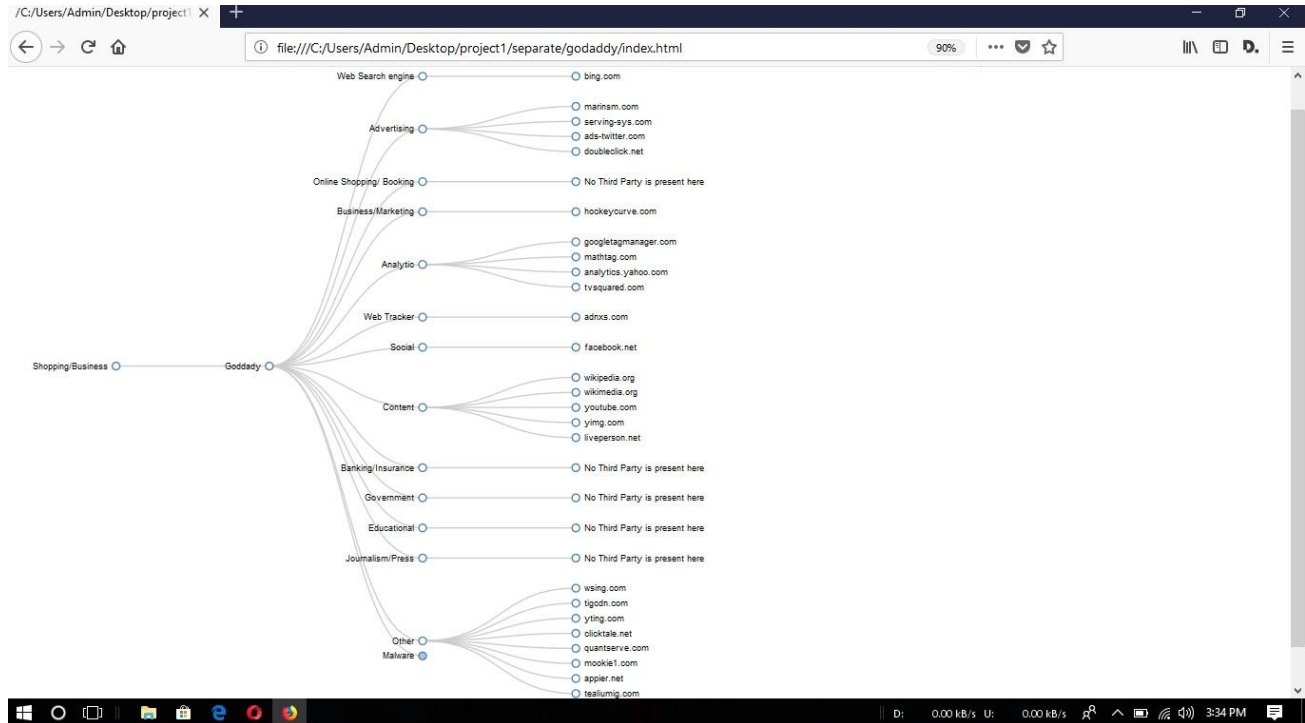 /C:/Users/Admin/Desktop/project1
file:///C:/Users/Admin/Desktop/project1/separate/godaddy/index.html
90%
Web Search engine
bing.com
Advertising
marinsm.com
serving-sys.com
ads-twitter.com
doubleclick.net
Online Shopping/ Booking
No Third Party is present here
Business/Marketing
hockeycurve.com
Analytio
googletagmanager.com
mathtag.com
analytics.yahoo.com
tvsquared.com
Web Tracker
adnxs.com
Social
facebook.net
Shopping/Business
Goddady
Content
wikipedia.org
wikimedia.org
youtube.com
yimg.com
liveperson.net
Banking/Insurance
No Third Party is present here
Government
No Third Party is present here
Educational
No Third Party is present here
Journalism/Press
No Third Party is present here
Other
Malware
wsing.com
tigodn.com
yting.com
clicktale.net
quantserve.com
mookie1.com
appier.net
tealiumig.com
D: 0.00 kB/s U: 0.00 kB/s
3:34 PM